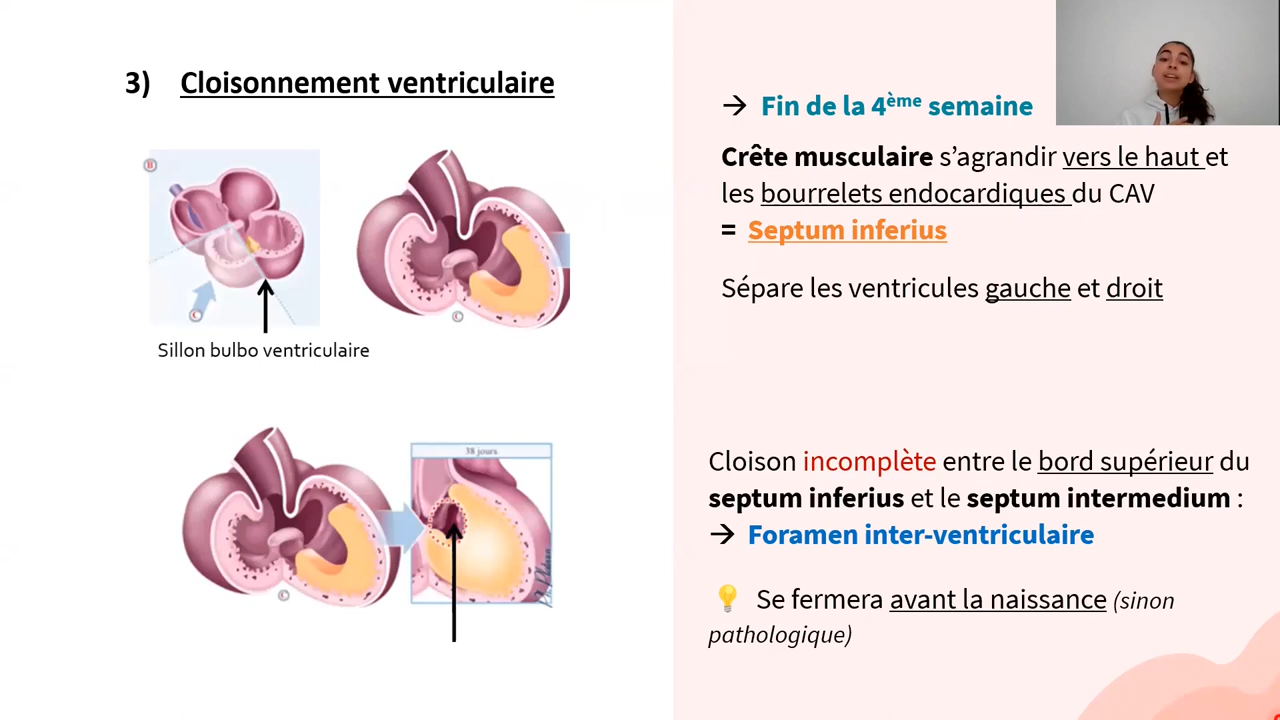 3) Cloisonnement ventriculaire
B
C
Sillon bulbo ventriculaire
C
38 jours
C
→ Fin de la 4ème semaine
Crête musculaire s’agrandir vers le haut et
les bourrelets endocardiques du CAV
= Septum inferius
Sépare les ventricules gauche et droit
Cloison incomplète entre le bord supérieur du
septum inferius et le septum intermedium :
→ Foramen inter-ventriculaire
💡 Se fermera avant la naissance (sinon
pathologique)